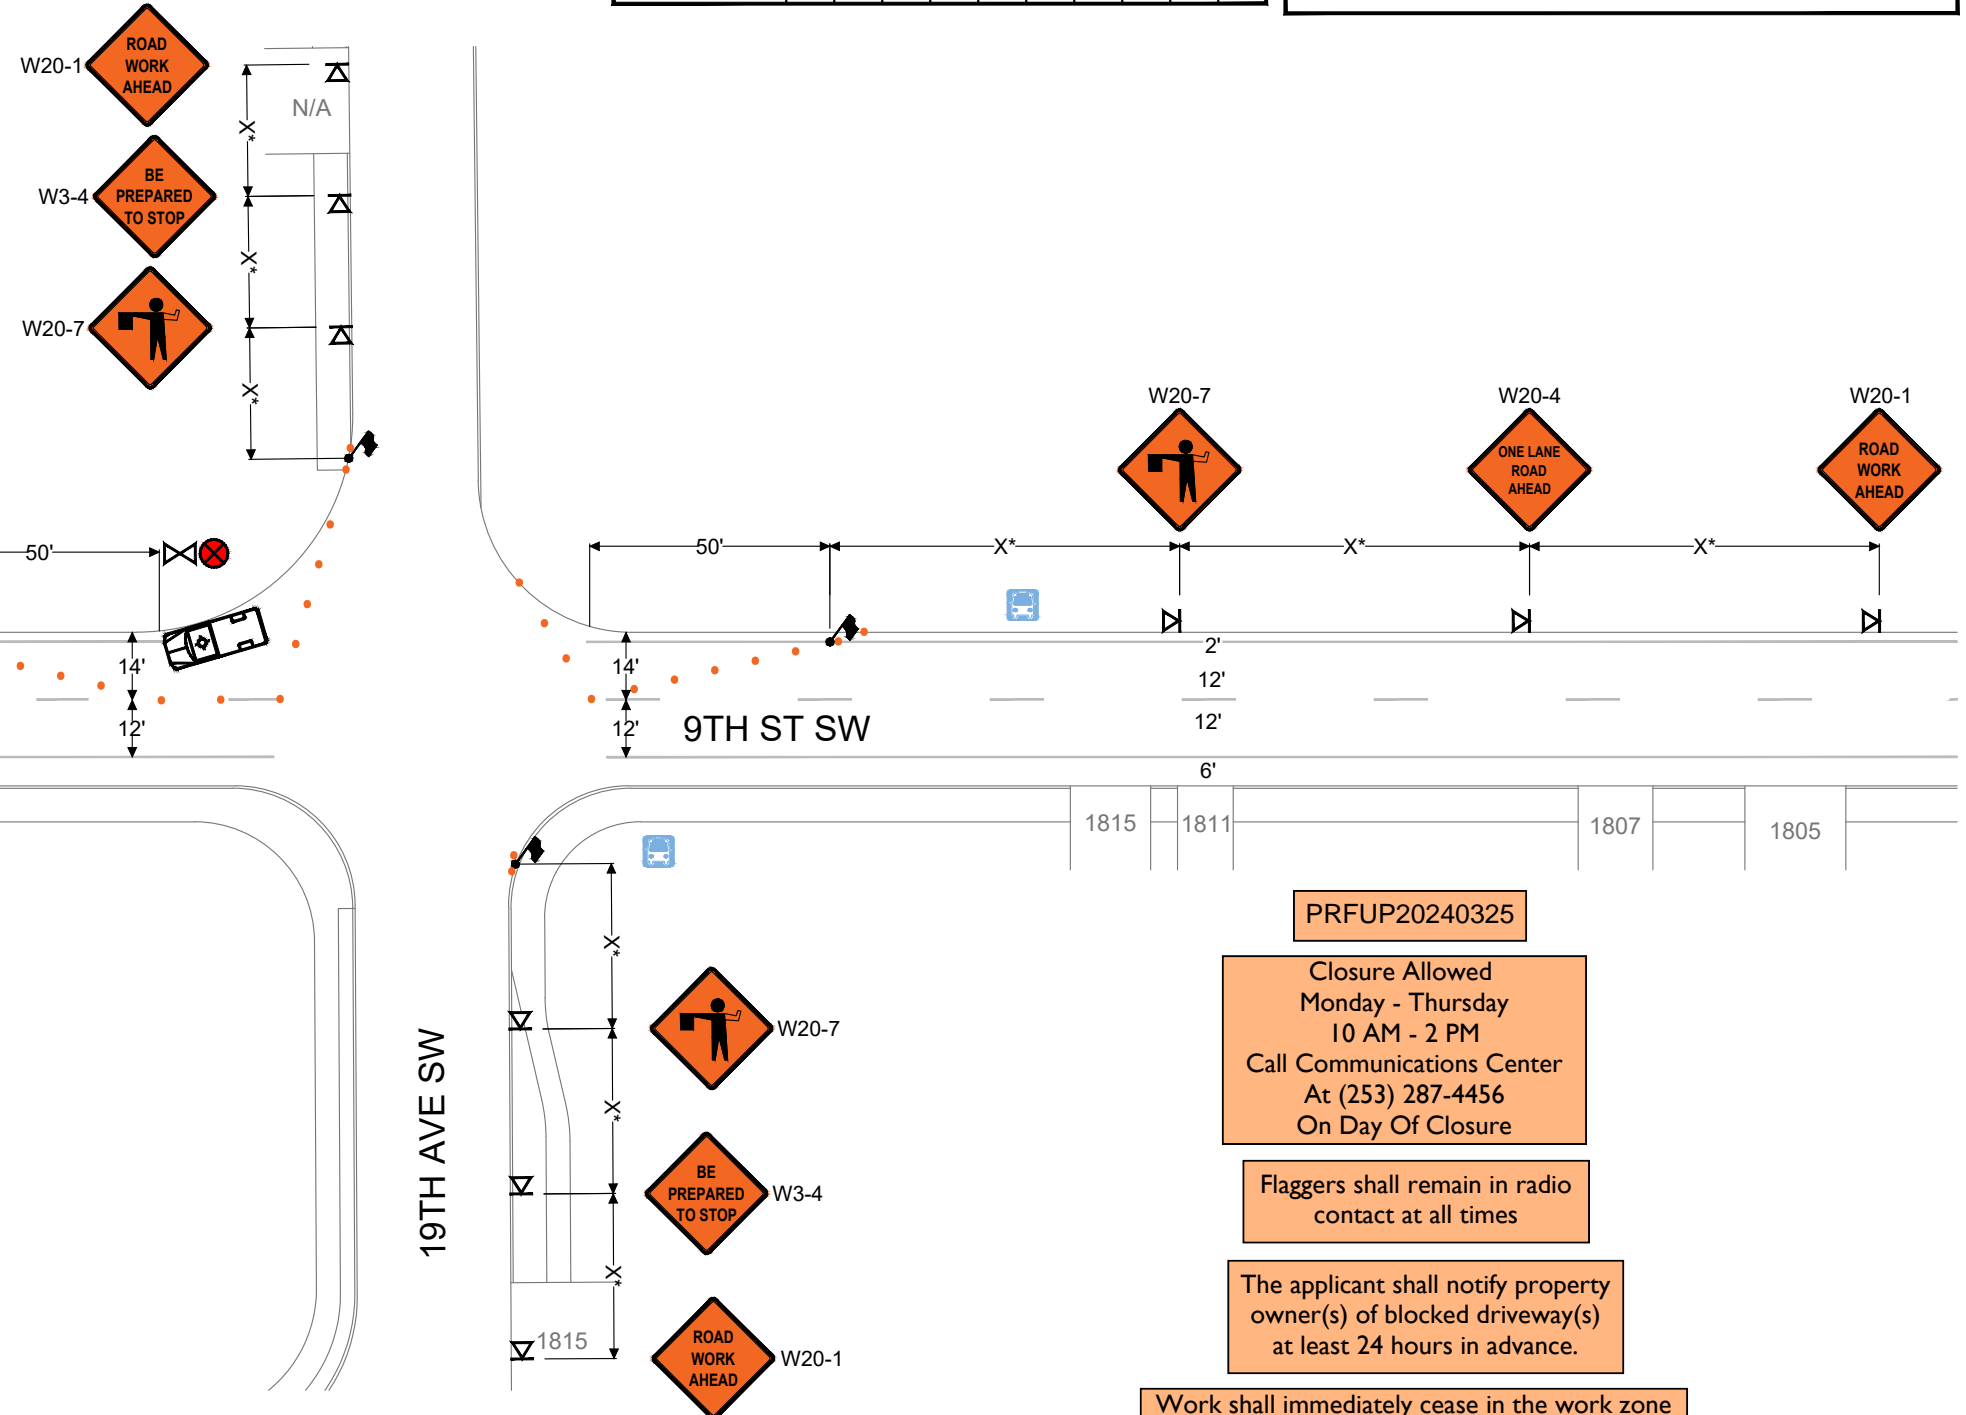 W20-1
ROAD
WORK
AHEAD
N/A
X*
W3-4
BE
PREPARED
TO STOP
X*
W20-7
X*
W20-7
W20-4
W20-1
ONE LANE
ROAD
AHEAD
ROAD
WORK
AHEAD
50'
50'
X*
X*
X*
14'
14'
2'
12'
12'
12'
12'
9TH ST SW
6'
1815
1811
1807
1805
X*
W20-7
X*
19TH AVE SW
BE
PREPARED
TO STOP
W3-4
X*
1815
ROAD
WORK
AHEAD
W20-1
PRFUP20240325
Closure Allowed
Monday - Thursday
10 AM - 2 PM
Call Communications Center
At (253) 287-4456
On Day Of Closure
Flaggers shall remain in radio
contact at all times
The applicant shall notify property
owner(s) of blocked driveway(s)
at least 24 hours in advance.
Work shall immediately cease in the work zone